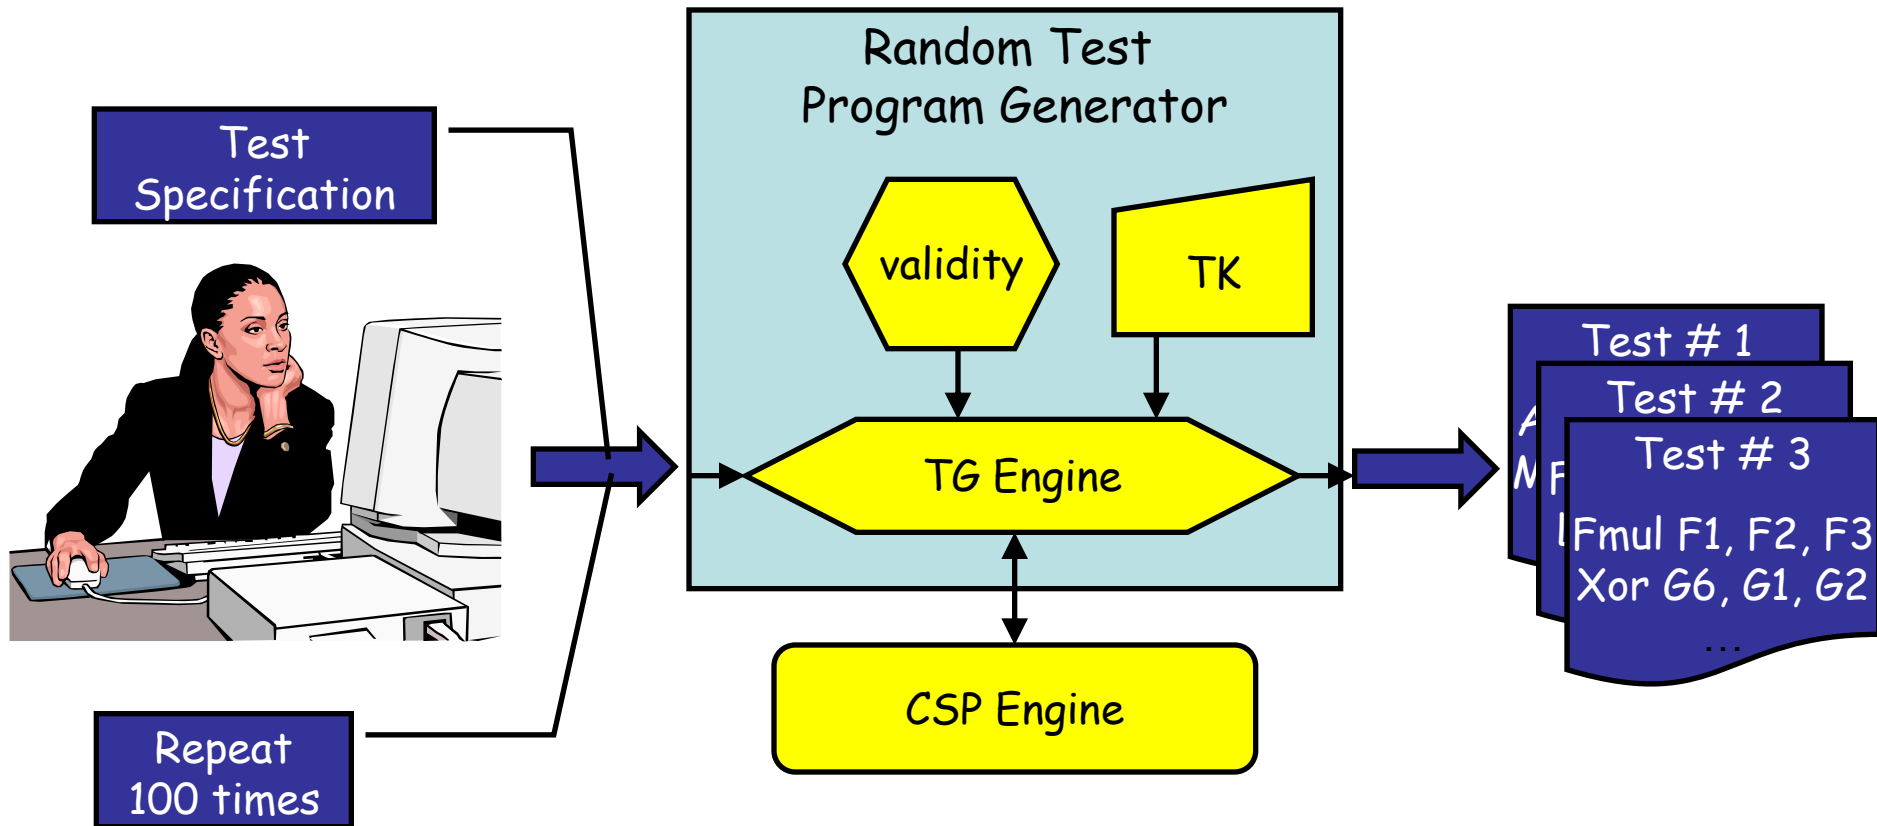 Random Test
Program Generator
Test
Specification
validity
TK
TG Engine
CSP Engine
Repeat
100 times
Test # 1
Test # 2
Test # 3
Fmul F1, F2, F3
Xor G6, G1, G2
...